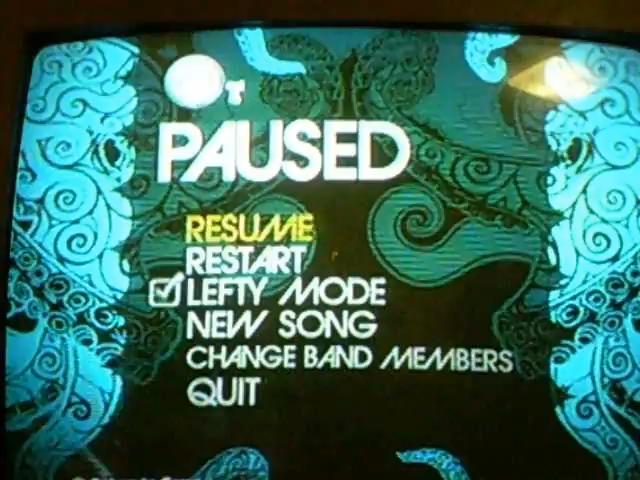 PAUSED
RESUME
RESTART
LEFTY MODE
NEW SONG
CHANGE BAND MEMBERS
QUIT